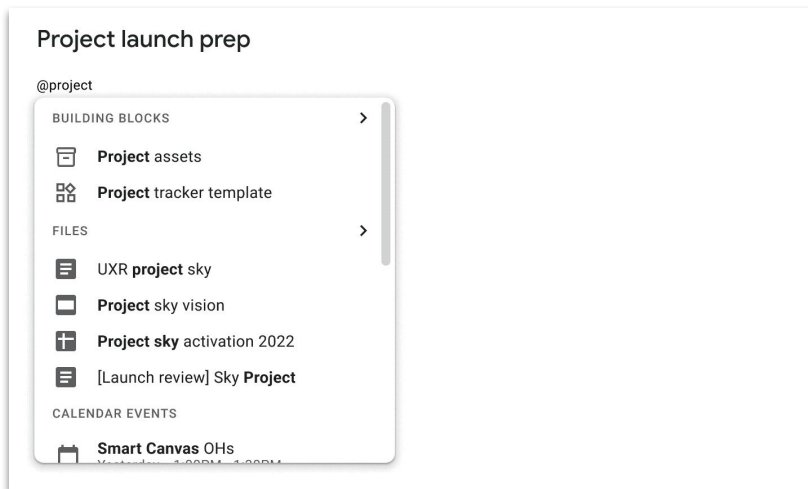 Project launch prep
@project
BUILDING BLOCKS
Project assets
Project tracker template
FILES
UXR project sky
Project sky vision
Project sky activation 2022
[Launch review] Sky Project
CALENDAR EVENTS
Smart Canvas OHs